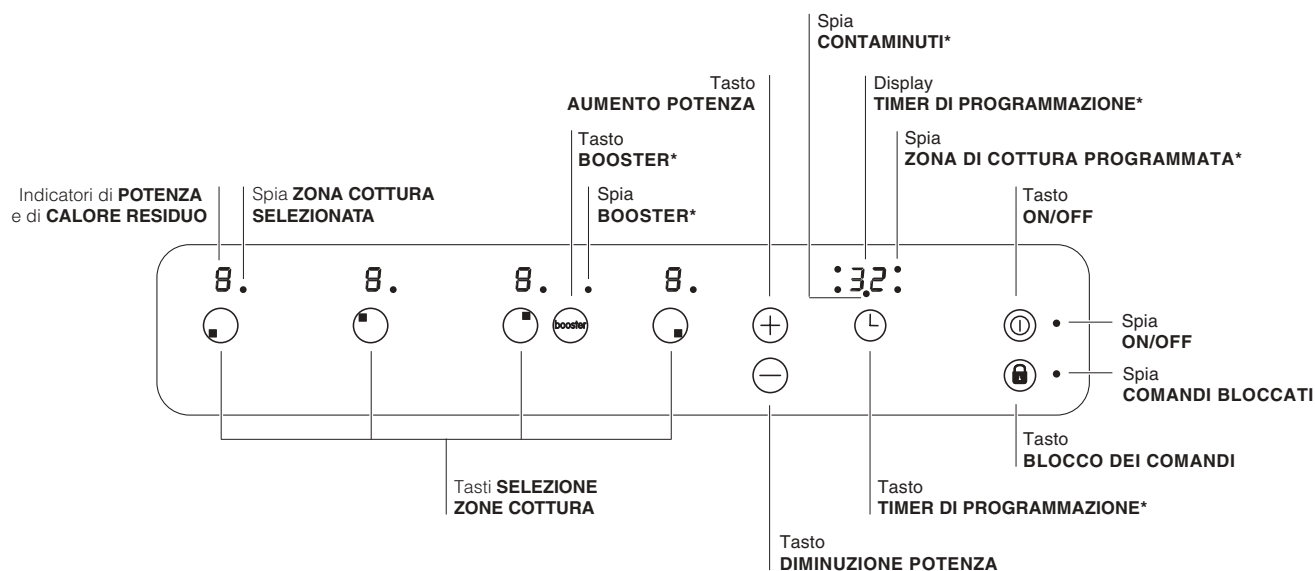 Spia
CONTAMINUTI*
Tasto
AUMENTO POTENZA
Display
TIMER DI PROGRAMMAZIONE*
Tasto
BOOSTER*
Spia
ZONA DI COTTURA PROGRAMMATA*
Indicatori di POTENZA
e di CALORE RESIDUO
Spia ZONA COTTURA
SELEZIONATA
Spia
BOOSTER*
Tasto
ON/OFF
8. 8. 8. 8. 32
booster
Spia
ON/OFF
Spia
COMANDI BLOCCATI
Tasto
BLOCCO DEI COMANDI
Tasti SELEZIONE
ZONE COTTURA
Tasto
TIMER DI PROGRAMMAZIONE*
Tasto
DIMINUZIONE POTENZA